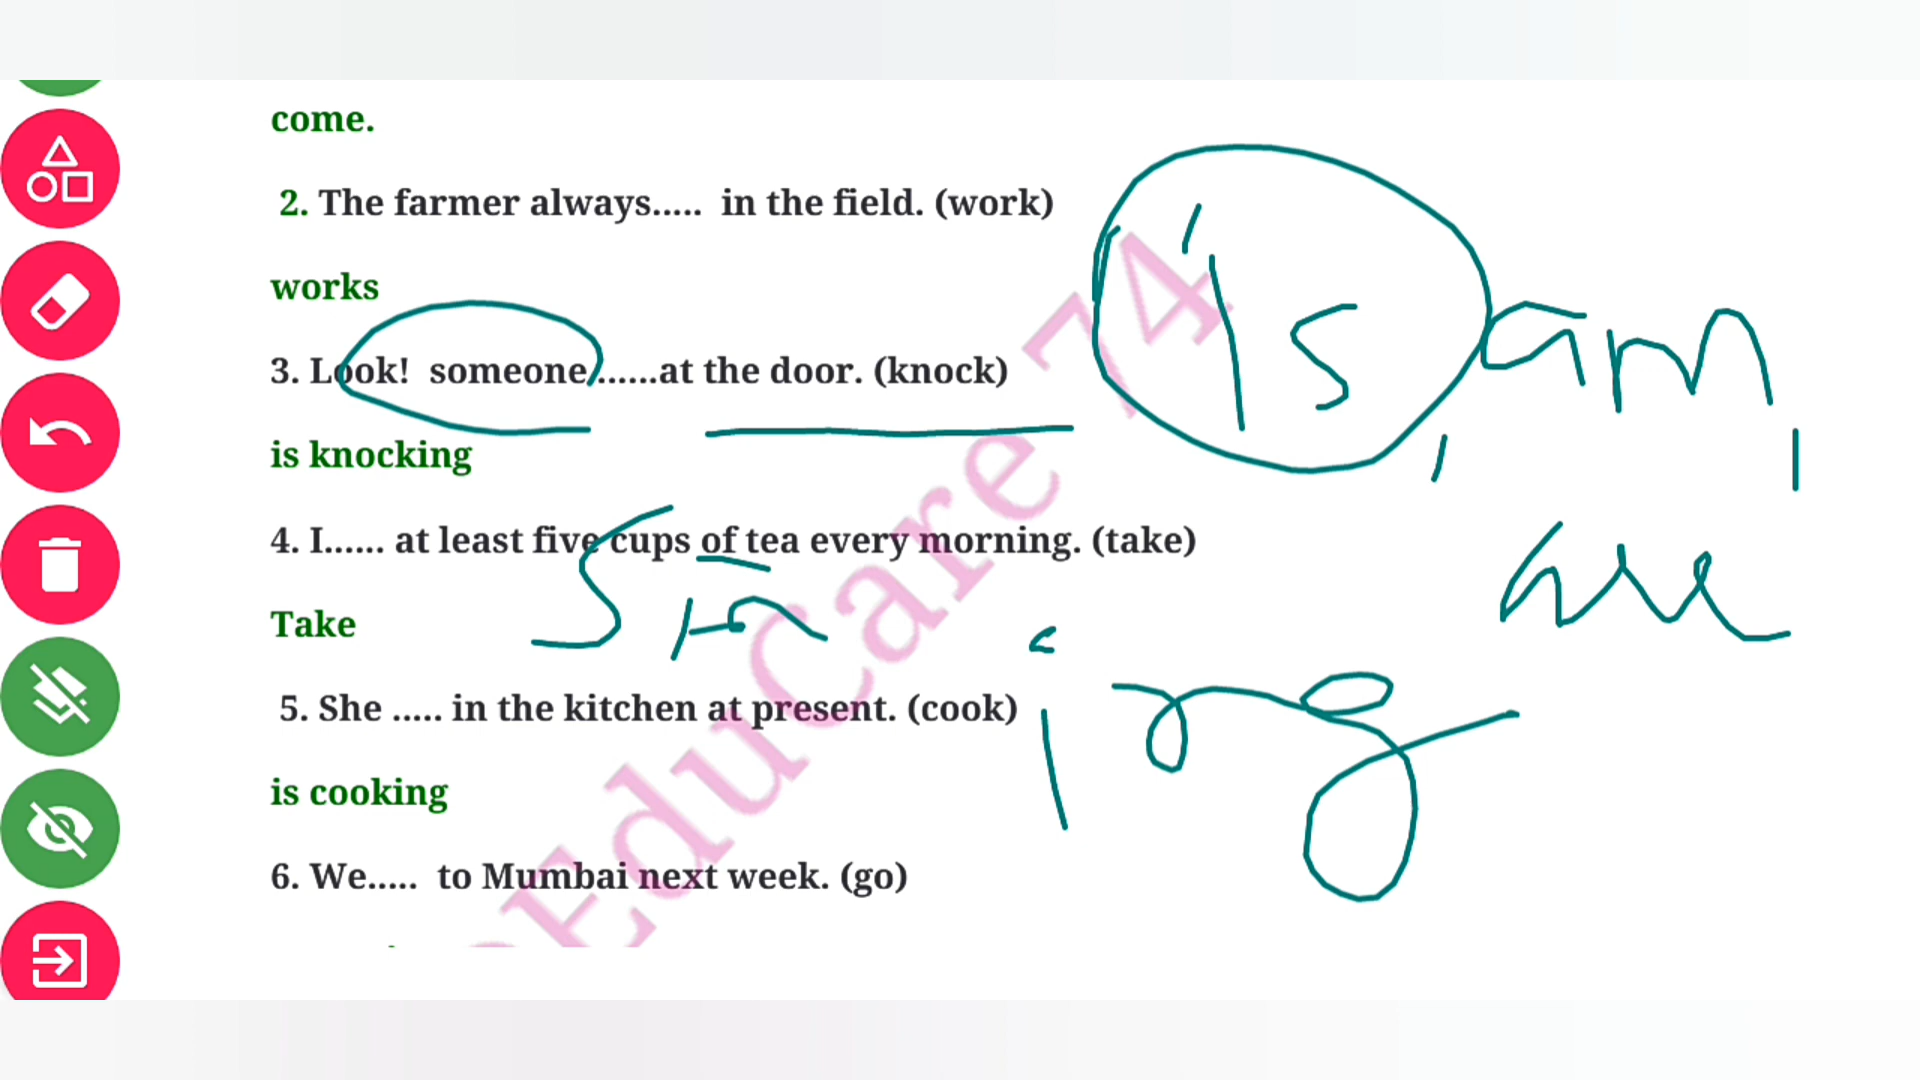 come.
2. The farmer always..... in the field. (work)
works
3. Look! someone.......at the door. (knock)
is knocking
4. I...... at least five cups of tea every morning. (take)
Take
5. She ..... in the kitchen at present. (cook)
is cooking
6. We..... to Mumbai next week. (go)
EduCare 74
Is, am,
are
ing